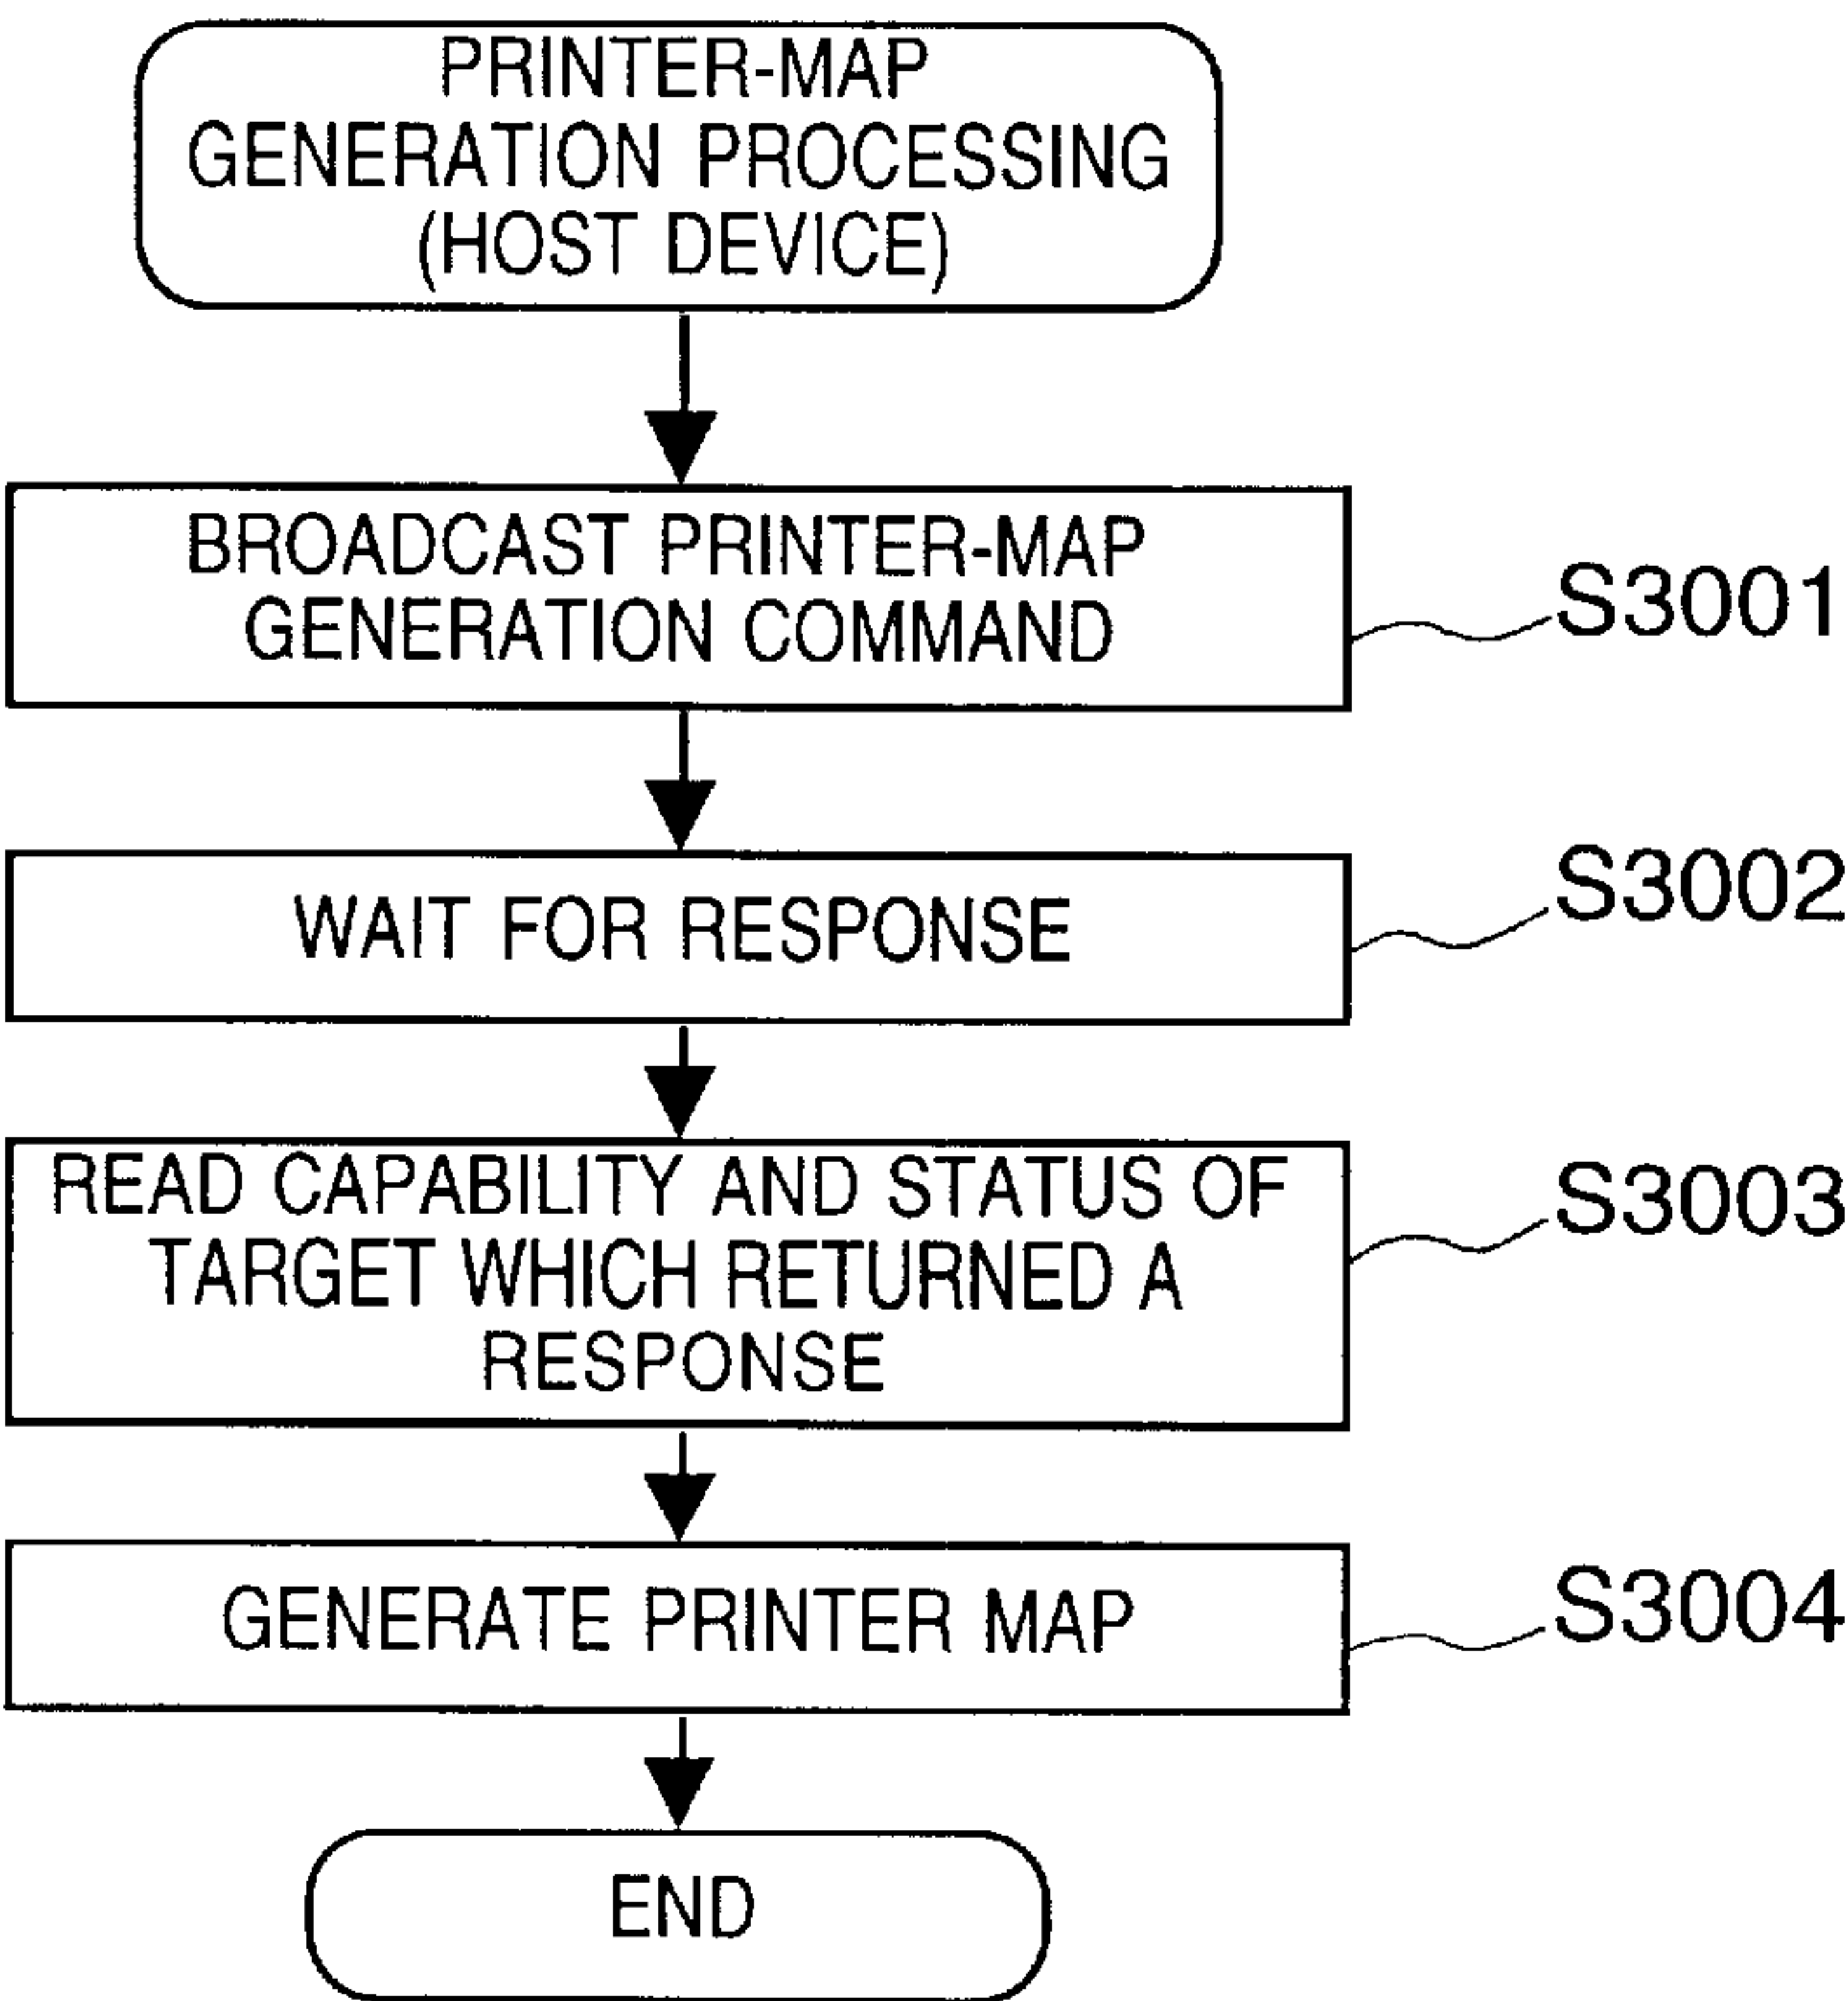 PRINTER-MAP
GENERATION PROCESSING
(HOST DEVICE)
BROADCAST PRINTER-MAP
GENERATION COMMAND
S3001
WAIT FOR RESPONSE
S3002
READ CAPABILITY AND STATUS OF
TARGET WHICH RETURNED A
RESPONSE
S3003
GENERATE PRINTER MAP
S3004
END